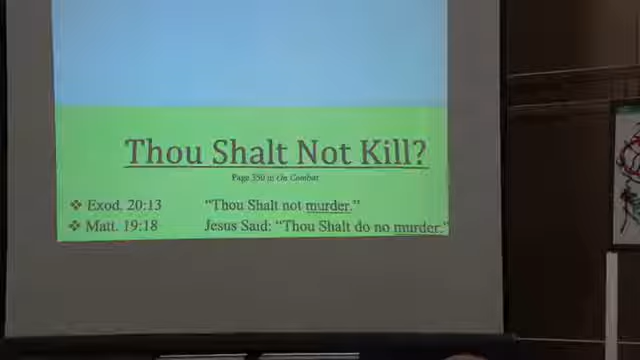 Thou Shalt Not Kill?
Page 350 in On Combat
❖ Exod. 20:13 "Thou Shalt not murder."
❖ Matt. 19:18 Jesus Said: "Thou Shalt do no murder."